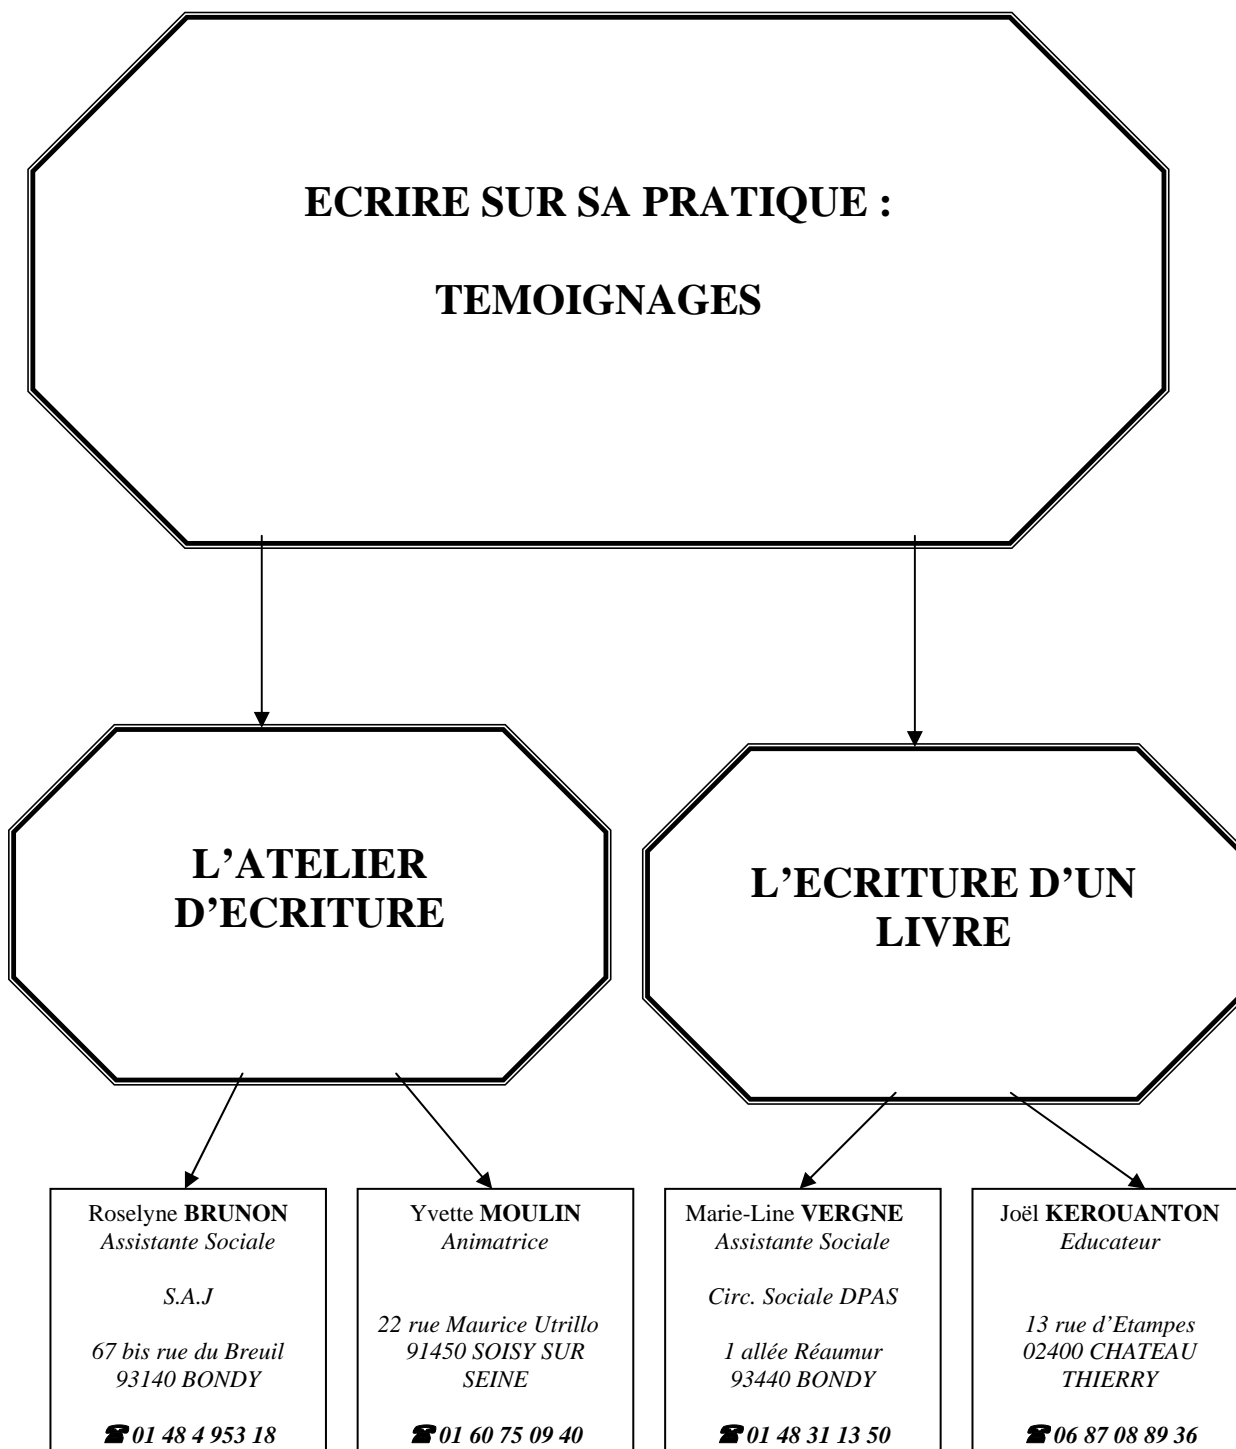 ECRIRE SUR SA PRATIQUE :
TEMOIGNAGES
L’ATELIER
D’ECRITURE
L’ECRITURE D’UN
LIVRE
Roselyne BRUNON
Assistante Sociale
S.A.J
67 bis rue du Breuil
93140 BONDY
☎ 01 48 4 953 18
Yvette MOULIN
Animatrice
22 rue Maurice Utrillo
91450 SOISY SUR
SEINE
☎ 01 60 75 09 40
Marie-Line VERGNE
Assistante Sociale
Circ. Sociale DPAS
1 allée Réaumur
93440 BONDY
☎ 01 48 31 13 50
Joël KEROUANTON
Educateur
13 rue d’Etampes
02400 CHATEAU
THIERRY
☎ 06 87 08 89 36